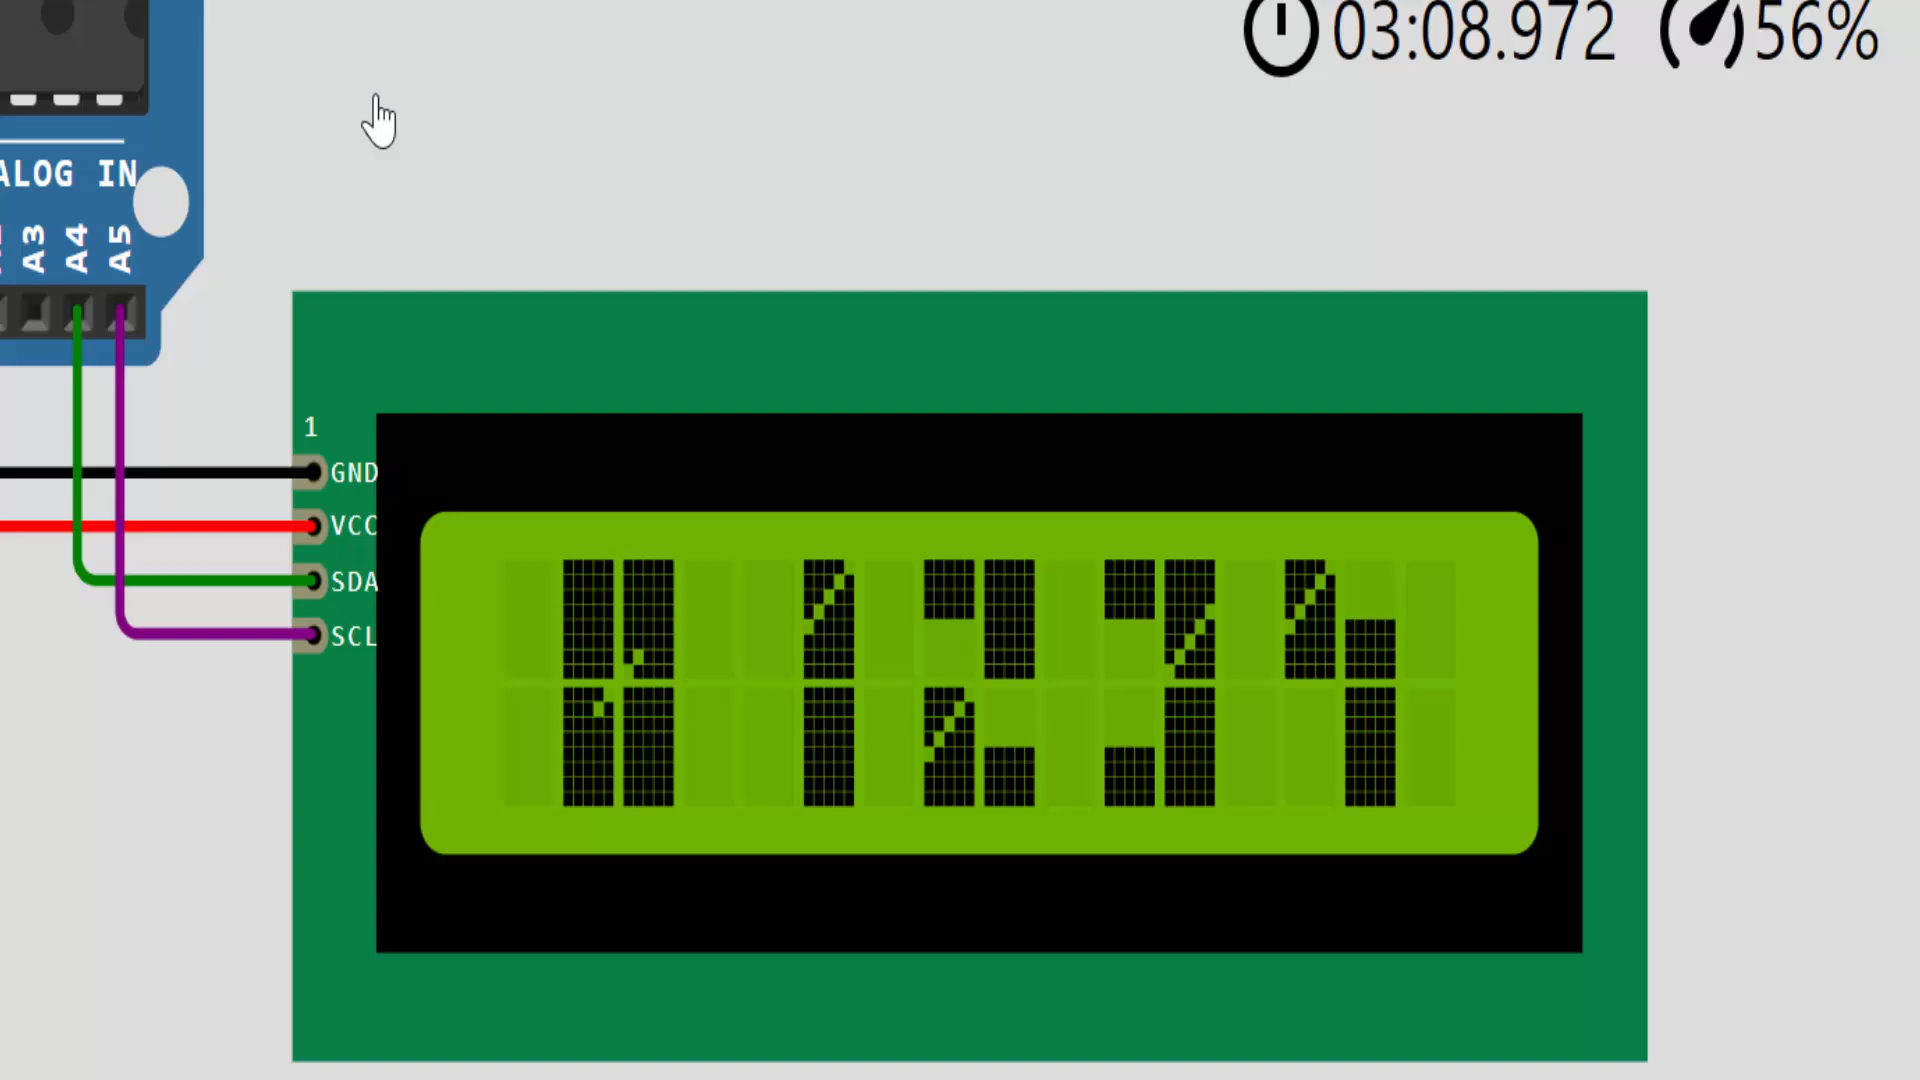 03:08.972 56%
ALOG IN
A3 A4 A5
1
GND
VCC
SDA
SCL
0 1 2 3 4